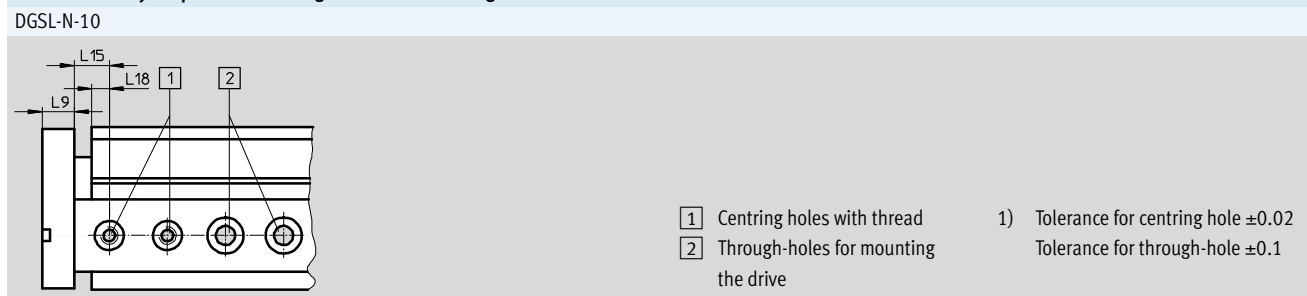 DGSL-N-10
L15
L18 1 2
L9
1 Centring holes with thread
2 Through-holes for mounting
the drive
1) Tolerance for centring hole ±0.02
Tolerance for through-hole ±0.1